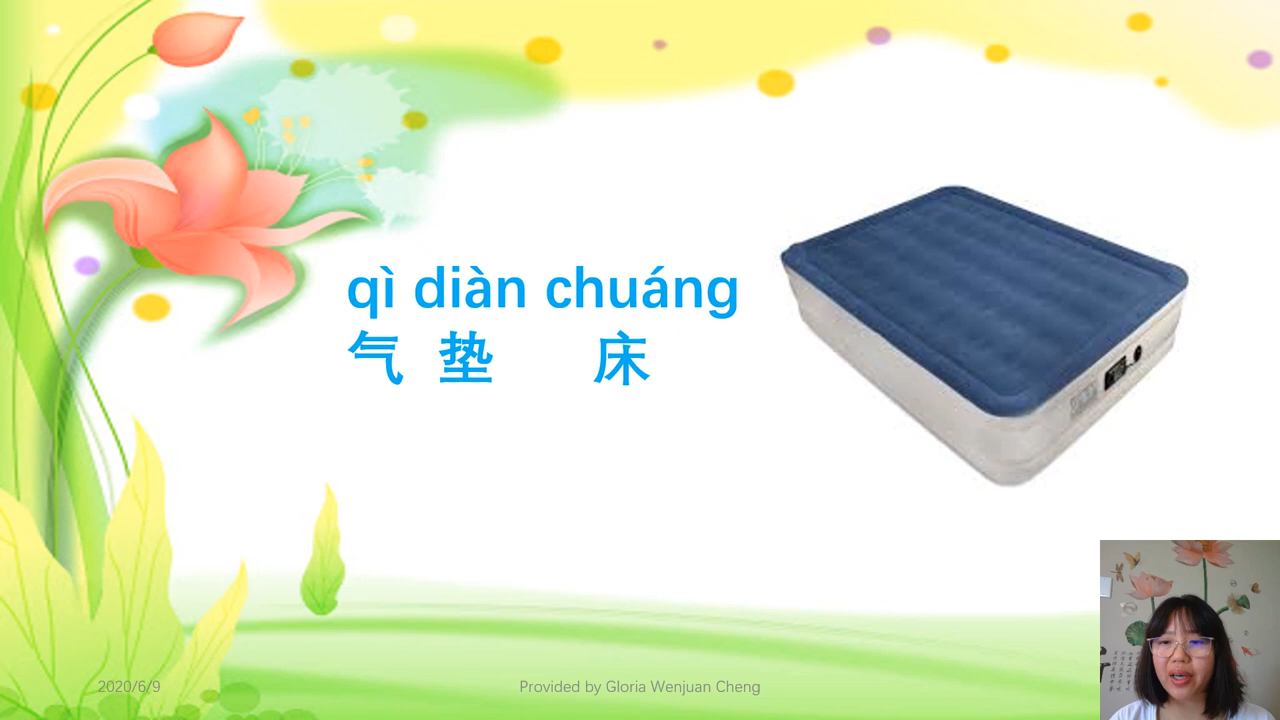 qì diàn chuáng
气 垫 床
2020/6/9
Provided by Gloria Wenjuan Cheng